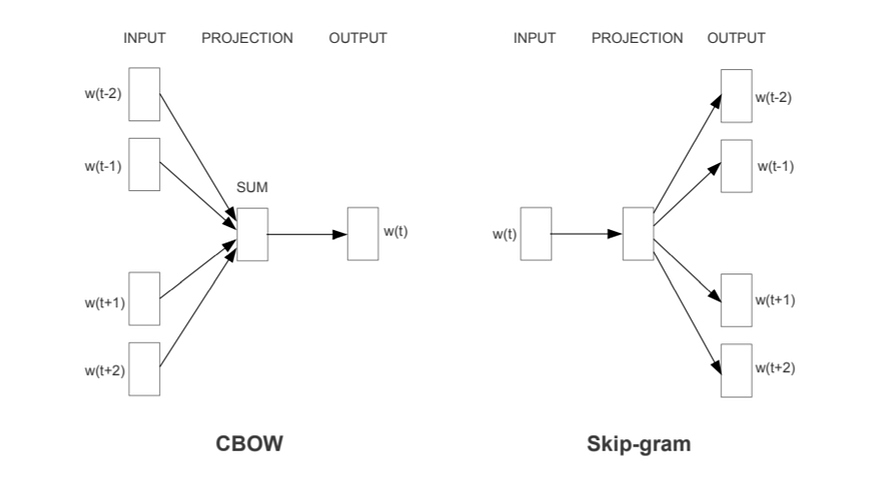 INPUT PROJECTION OUTPUT
w(t-2)
w(t-1)
SUM
w(t)
w(t+1)
w(t+2)
CBOW
INPUT PROJECTION OUTPUT
w(t-2)
w(t-1)
w(t)
w(t+1)
w(t+2)
Skip-gram